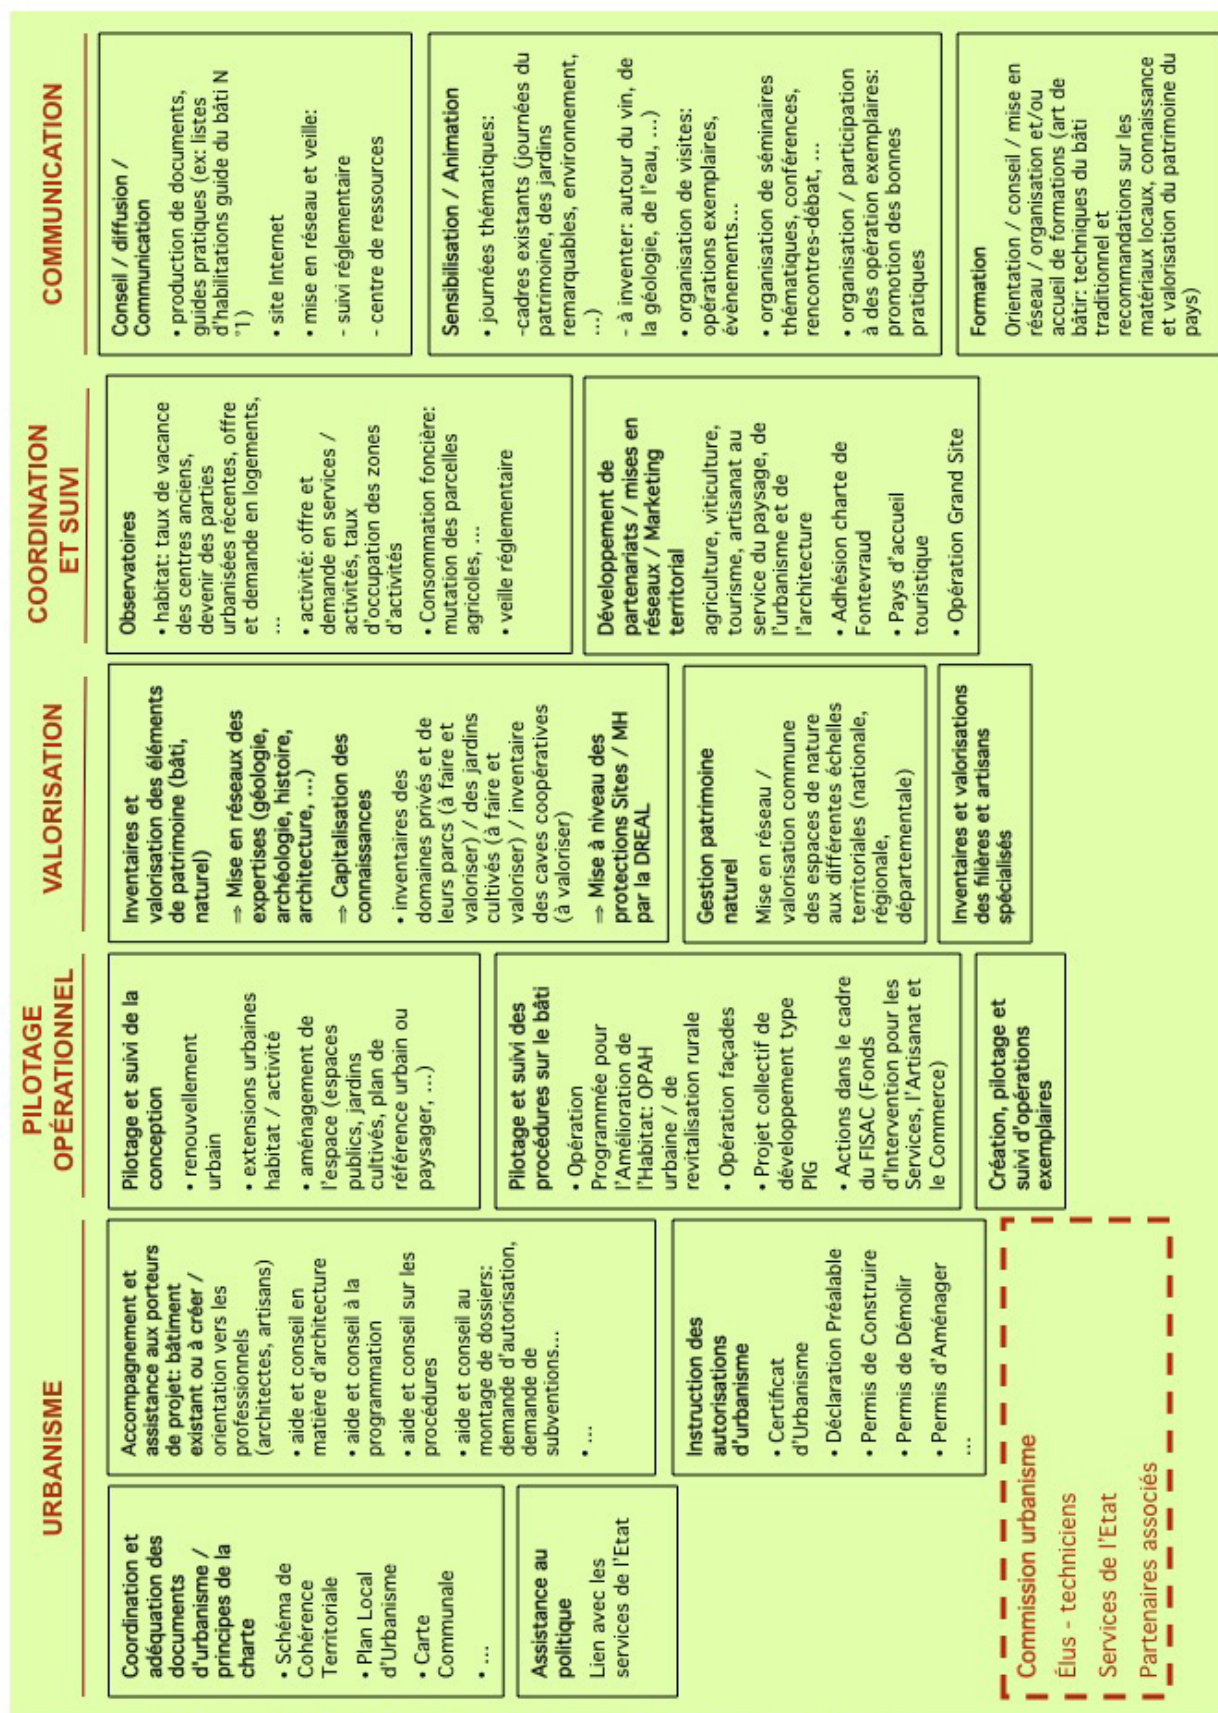 URBANISME
Coordination et
adéquation des
documents
d'urbanisme /
principes de la
charte
• Schéma de
Cohérence
Territoriale
• Plan Local
d'Urbanisme
• Carte
Communale
• ...
Assistance au
politique
Lien avec les
services de l'Etat
Accompagnement et
assistance aux porteurs
de projet: bâtiment
existant ou à créer /
orientation vers les
professionnels
(architectes, artisans)
• aide et conseil en
matière d'architecture
• aide et conseil à la
programmation
• aide et conseil sur les
procédures
• aide et conseil au
montage de dossiers:
demande d'autorisation,
demande de
subventions...
• ...
Instruction des
autorisations
d'urbanisme
• Certificat
d'Urbanisme
• Déclaration Préalable
• Permis de Construire
• Permis de Démolir
• Permis d'Aménager
...
Commission urbanisme
Élus - techniciens
Services de l'Etat
Partenaires associés
PILOTAGE
OPÉRATIONNEL
Pilotage et suivi de la
conception
• renouvellement
urbain
• extensions urbaines
habitat / activité
• aménagement de
l'espace (espaces
publics, jardins
cultivés, plan de
référence urbain ou
paysager, ...)
Pilotage et suivi des
procédures sur le bâti
• Opération
Programmée pour
l'Amélioration de
l'Habitat: OPAH
urbaine / de
revitalisation rurale
• Opération façades
• Projet collectif de
développement type
PIG
• Actions dans le cadre
du FISAC (Fonds
d'Intervention pour les
Services, l'Artisanat et
le Commerce)
Création, pilotage et
suivi d'opérations
exemplaires
VALORISATION
Inventaires et
valorisation des éléments
de patrimoine (bâti,
naturel)
⇒ Mise en réseaux des
expertises (géologie,
archéologie, histoire,
architecture, ...)
⇒ Capitalisation des
connaissances
• inventaires des
domaines privés et de
leurs parcs (à faire et
valoriser) / des jardins
cultivés (à faire et
valoriser) / inventaire
des caves coopératives
(à valoriser)
⇒ Mise à niveau des
protections Sites / MH
par la DREAL
Gestion patrimoine
naturel
Mise en réseau /
valorisation commune
des espaces de nature
aux différentes échelles
territoriales (nationale,
régionale,
départementale)
Inventaires et valorisations
des filières et artisans
spécialisés
COORDINATION
ET SUIVI
Observatoires
• habitat: taux de vacance
des centres anciens,
devenir des parties
urbanisées récentes, offre
et demande en logements,
...
• activité: offre et
demande en services /
activités, taux
d'occupation des zones
d'activités
• Consommation foncière:
mutation des parcelles
agricoles, ...
• veille réglementaire
Développement de
partenariats / mises en
réseaux / Marketing
territorial
agriculture, viticulture,
tourisme, artisanat au
service du paysage, de
l'urbanisme et de
l'architecture
• Adhésion charte de
Fontevraud
• Pays d'accueil
touristique
• Opération Grand Site
COMMUNICATION
Conseil / diffusion /
Communication
• production de documents,
guides pratiques (ex: listes
d'habilitations guide du bâti N
°1)
• site Internet
• mise en réseau et veille:
- suivi réglementaire
- centre de ressources
Sensibilisation / Animation
• journées thématiques:
-cadres existants (journées du
patrimoine, des jardins
remarquables, environnement,
...)
- à inventer: autour du vin, de
la géologie, de l'eau, ...)
• organisation de visites:
opérations exemplaires,
évènements...
• organisation de séminaires
thématiques, conférences,
rencontres-débat, ...
• organisation / participation
à des opération exemplaires:
promotion des bonnes
pratiques
Formation
Orientation / conseil / mise en
réseau / organisation et/ou
accueil de formations (art de
bâtir: techniques du bâti
traditionnel et
recommandations sur les
matériaux locaux, connaissance
et valorisation du patrimoine du
pays)